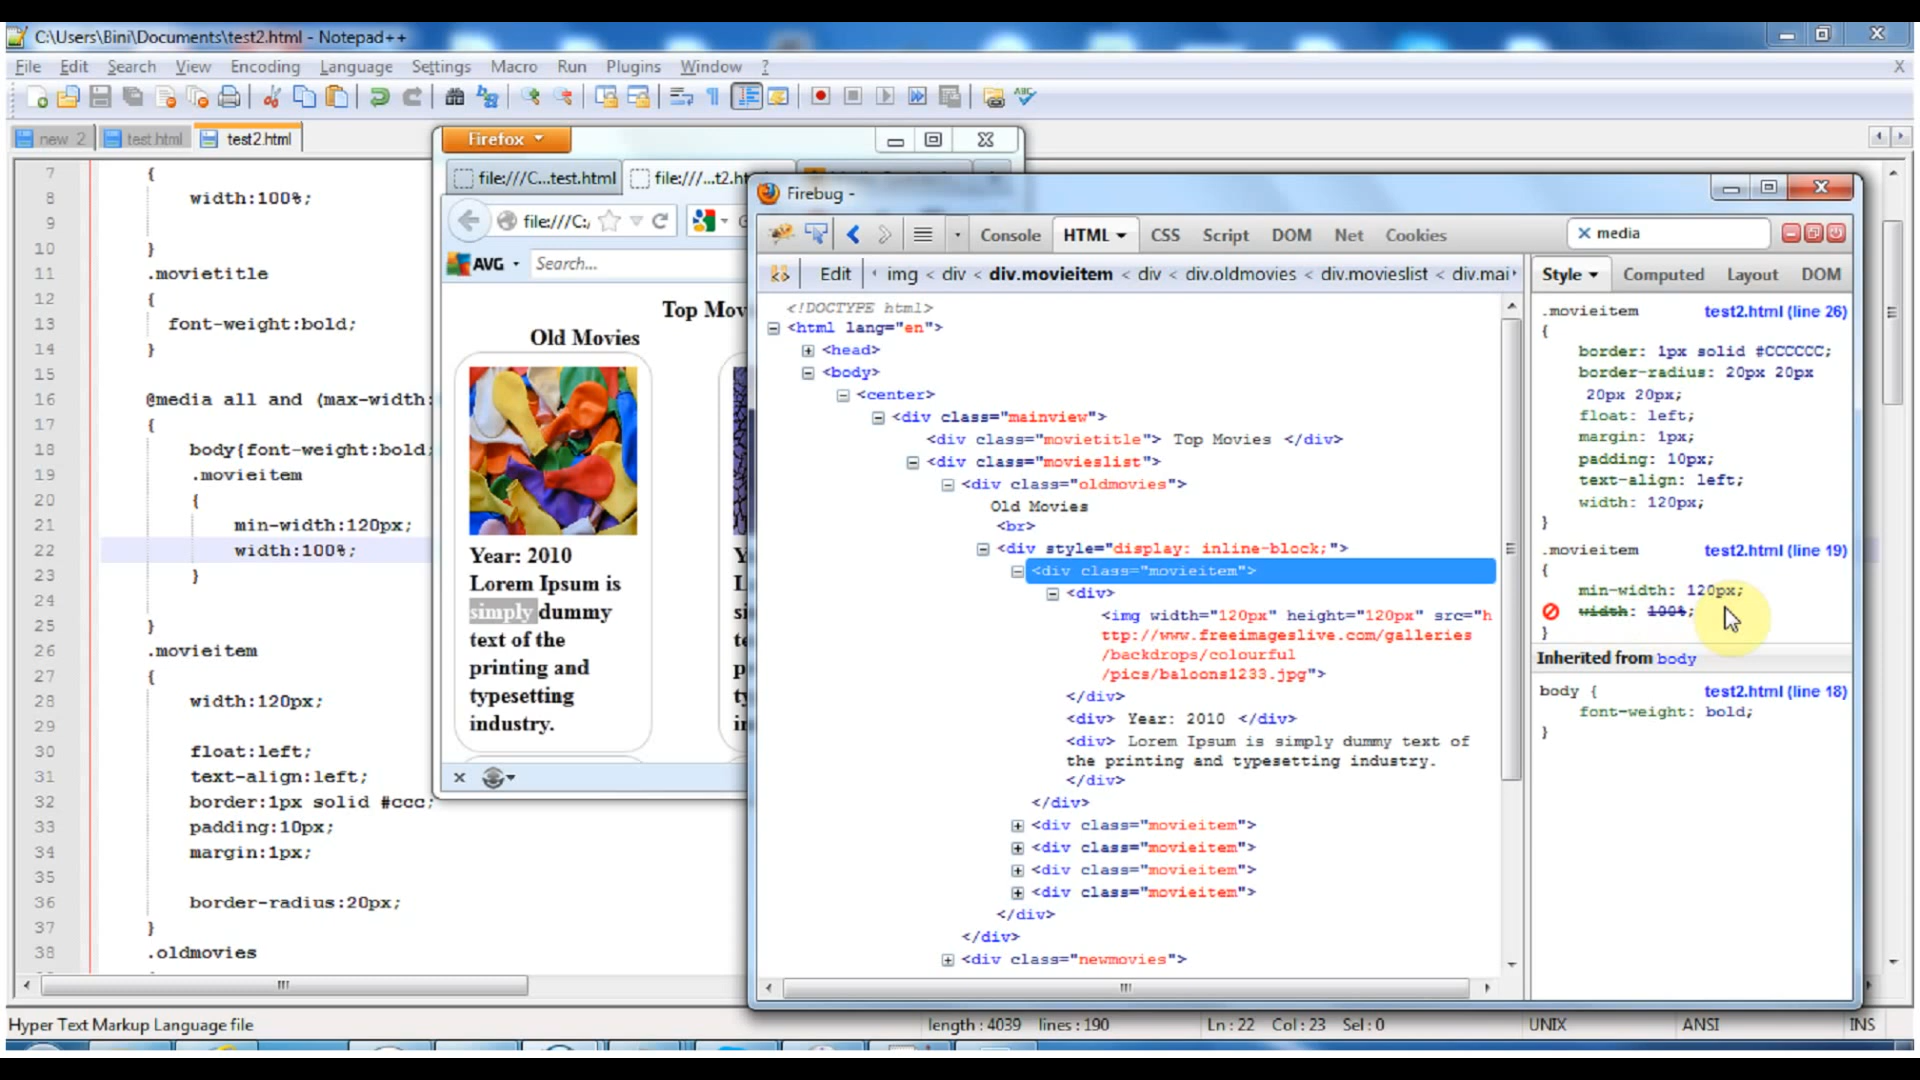 C:\Users\Bini\Documents\test2.html - Notepad++
File Edit Search View Encoding Language Settings Macro Run Plugins Window ? X
new 2 test.html test2.html
7 {
8 width:100%;
9
10 }
11 .movietitle
12 {
13 font-weight:bold;
14 }
15
16 @media all and (max-width:
17 {
18 body{font-weight:bold;
19 .movieitem
20 {
21 min-width:120px;
22 width:100%;
23 }
24
25 }
26 .movieitem
27 {
28 width:120px;
29
30 float:left;
31 text-align:left;
32 border:1px solid #ccc;
33 padding:10px;
34 margin:1px;
35
36 border-radius:20px;
37 }
38 .oldmovies
Firefox
file:///C...test.html file:///...t2.ht
file:///C:/
AVG Search...
Top Mov
Old Movies
Year: 2010
Lorem Ipsum is
simply dummy
text of the
printing and
typesetting
industry.
Firebug -
Console HTML CSS Script DOM Net Cookies media
Edit img < div < div.movieitem < div < div.oldmovies < div.movieslist < div.mai
<!DOCTYPE html>
<html lang="en">
<head>
<body>
<center>
<div class="mainview">
<div class="movietitle"> Top Movies </div>
<div class="movieslist">
<div class="oldmovies">
Old Movies
<br>
<div style="display: inline-block;">
<div class="movieitem">
<div>
<img width="120px" height="120px" src="h
ttp://www.freeimageslive.com/galleries
/backdrops/colourful
/pics/baloons1233.jpg">
</div>
<div> Year: 2010 </div>
<div> Lorem Ipsum is simply dummy text of
the printing and typesetting industry.
</div>
</div>
<div class="movieitem">
<div class="movieitem">
<div class="movieitem">
<div class="movieitem">
</div>
</div>
<div class="newmovies">
Style Computed Layout DOM
.movieitem test2.html (line 26)
{
border: 1px solid #CCCCCC;
border-radius: 20px 20px
20px 20px;
float: left;
margin: 1px;
padding: 10px;
text-align: left;
width: 120px;
}
.movieitem test2.html (line 19)
{
min-width: 120px;
width: 100%;
}
Inherited from body
body { test2.html (line 18)
font-weight: bold;
}
Hyper Text Markup Language file length : 4039 lines : 190 Ln : 22 Col : 23 Sel : 0 UNIX ANSI INS